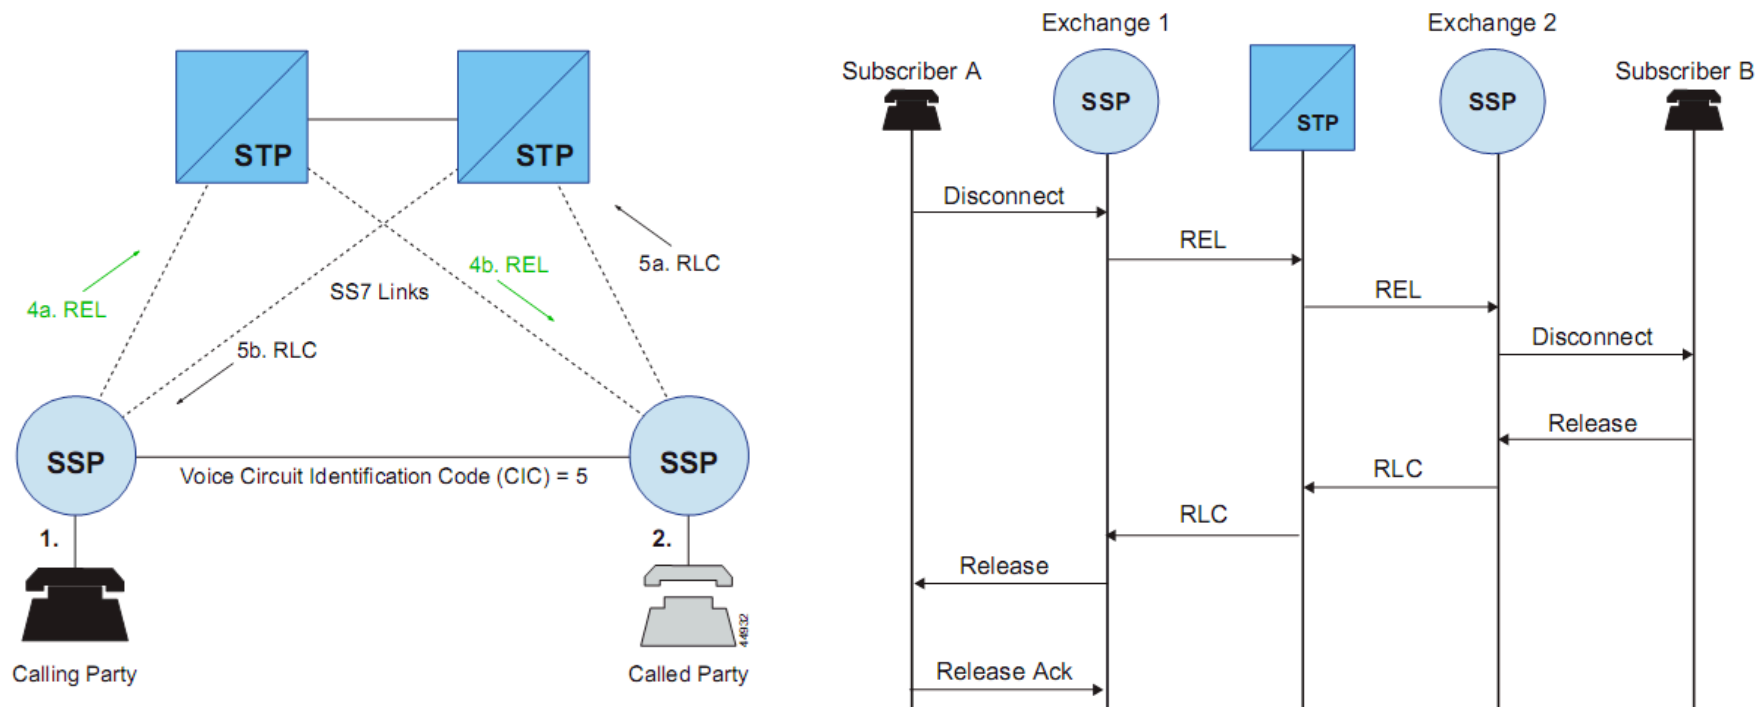 STP
STP
4a. REL
4b. REL
5a. RLC
SS7 Links
5b. RLC
SSP
SSP
Voice Circuit Identification Code (CIC) = 5
1.
2.
44932
Calling Party
Called Party
Exchange 1
Exchange 2
Subscriber A
Subscriber B
SSP
STP
SSP
Disconnect
REL
REL
Disconnect
Release
RLC
RLC
Release
Release Ack